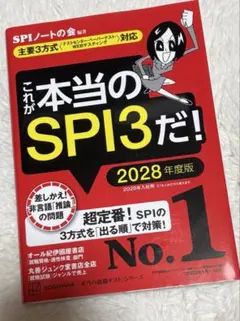 SPIノートの会 編著
主要3方式(テストセンター・ペーパーテスト・WEBテスティング)対応
これが
本当の
SPI3だ!
2028年度版
差しかえ!
非言語「推論」
の問題
超定番! SPIの
3方式を「出る順」で対策!
オール紀伊國屋書店
丸善ジュンク堂書店全店
No.1